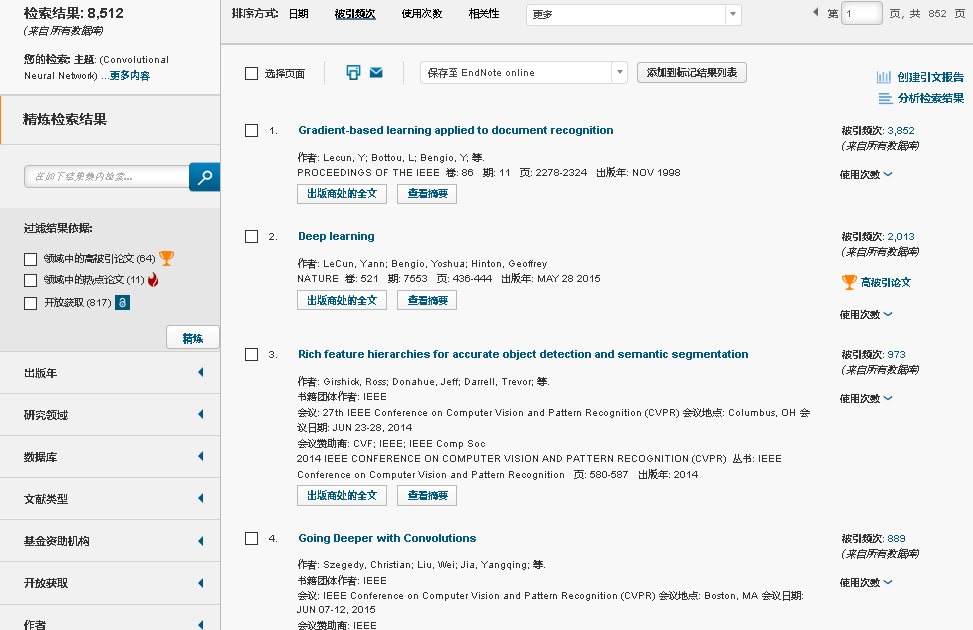 检索结果: 8,512
(来自所有数据库)
您的检索: 主题: (Convolutional
Neural Network) ...更多内容
精炼检索结果
在如下结果集内检索...
过滤结果依据:
领域中的高被引论文 (64)
领域中的热点论文 (11)
开放获取 (817)
精炼
出版年
研究领域
数据库
文献类型
基金资助机构
开放获取
作者
排序方式: 日期 被引频次 使用次数 相关性 更多
第 1 页, 共 852 页
选择页面 保存至 EndNote online 添加到标记结果列表
创建引文报告
分析检索结果
1. Gradient-based learning applied to document recognition
作者: Lecun, Y; Bottou, L; Bengio, Y; 等.
PROCEEDINGS OF THE IEEE 卷: 86 期: 11 页: 2278-2324 出版年: NOV 1998
出版商处的全文 查看摘要
被引频次: 3,852
(来自所有数据库)
使用次数
2. Deep learning
作者: LeCun, Yann; Bengio, Yoshua; Hinton, Geoffrey
NATURE 卷: 521 期: 7553 页: 436-444 出版年: MAY 28 2015
出版商处的全文 查看摘要
被引频次: 2,013
(来自所有数据库)
高被引论文
使用次数
3. Rich feature hierarchies for accurate object detection and semantic segmentation
作者: Girshick, Ross; Donahue, Jeff; Darrell, Trevor; 等.
书籍团体作者: IEEE
会议: 27th IEEE Conference on Computer Vision and Pattern Recognition (CVPR) 会议地点: Columbus, OH 会
议日期: JUN 23-28, 2014
会议赞助商: CVF; IEEE; IEEE Comp Soc
2014 IEEE CONFERENCE ON COMPUTER VISION AND PATTERN RECOGNITION (CVPR) 丛书: IEEE
Conference on Computer Vision and Pattern Recognition 页: 580-587 出版年: 2014
出版商处的全文 查看摘要
被引频次: 973
(来自所有数据库)
使用次数
4. Going Deeper with Convolutions
作者: Szegedy, Christian; Liu, Wei; Jia, Yangqing; 等.
书籍团体作者: IEEE
会议: IEEE Conference on Computer Vision and Pattern Recognition (CVPR) 会议地点: Boston, MA 会议日期:
JUN 07-12, 2015
会议赞助商: IEEE
被引频次: 889
(来自所有数据库)
使用次数